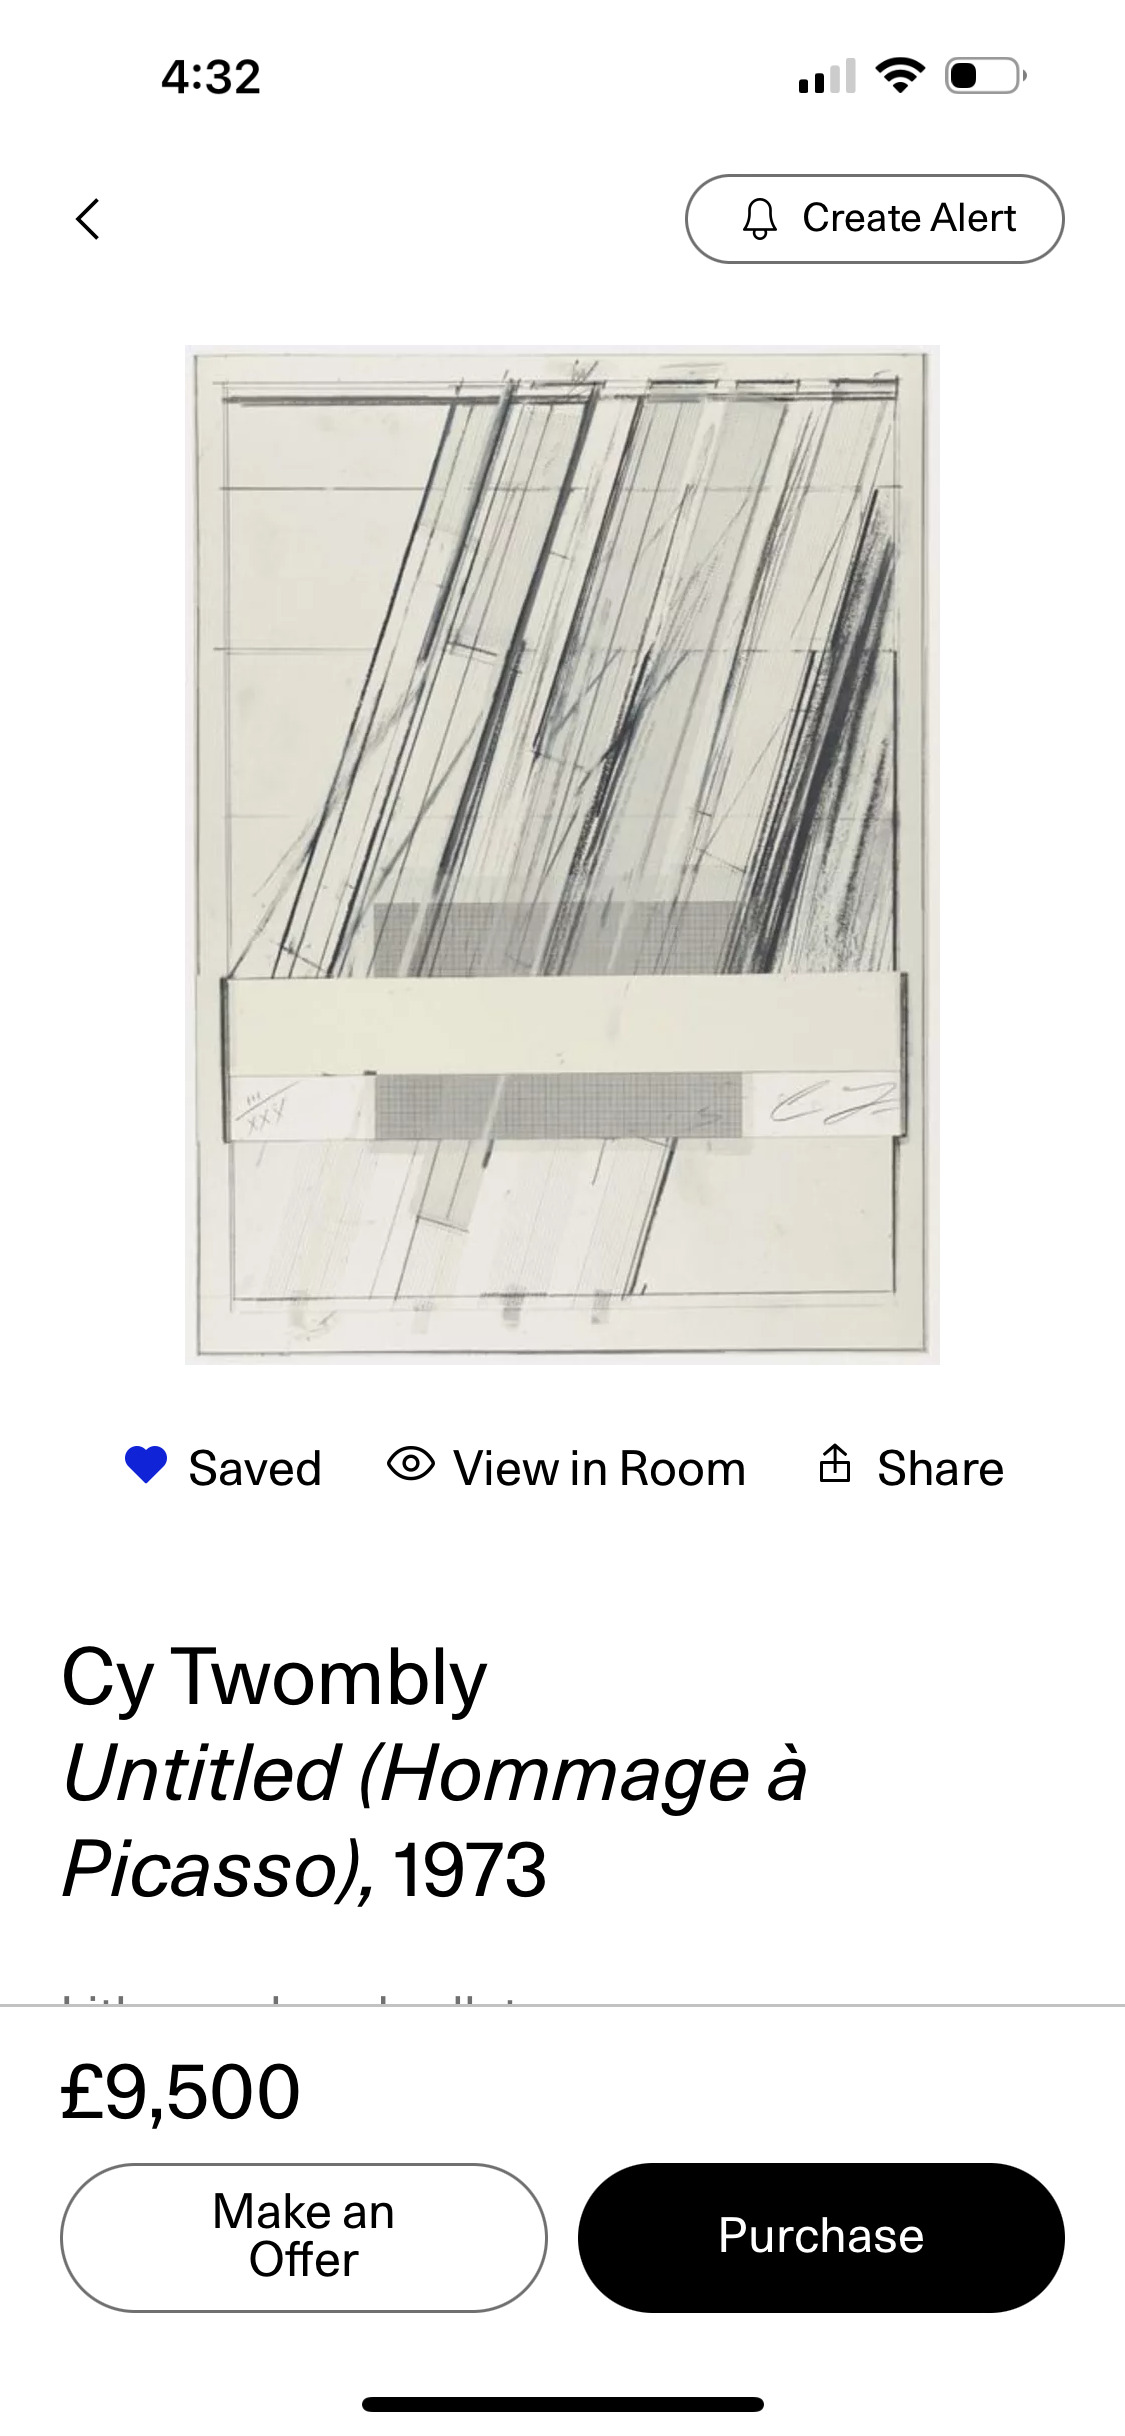 4:32
Create Alert
III
XXV
Saved
View in Room
Share
Cy Twombly
Untitled (Hommage à
Picasso), 1973
£9,500
Make an
Offer
Purchase